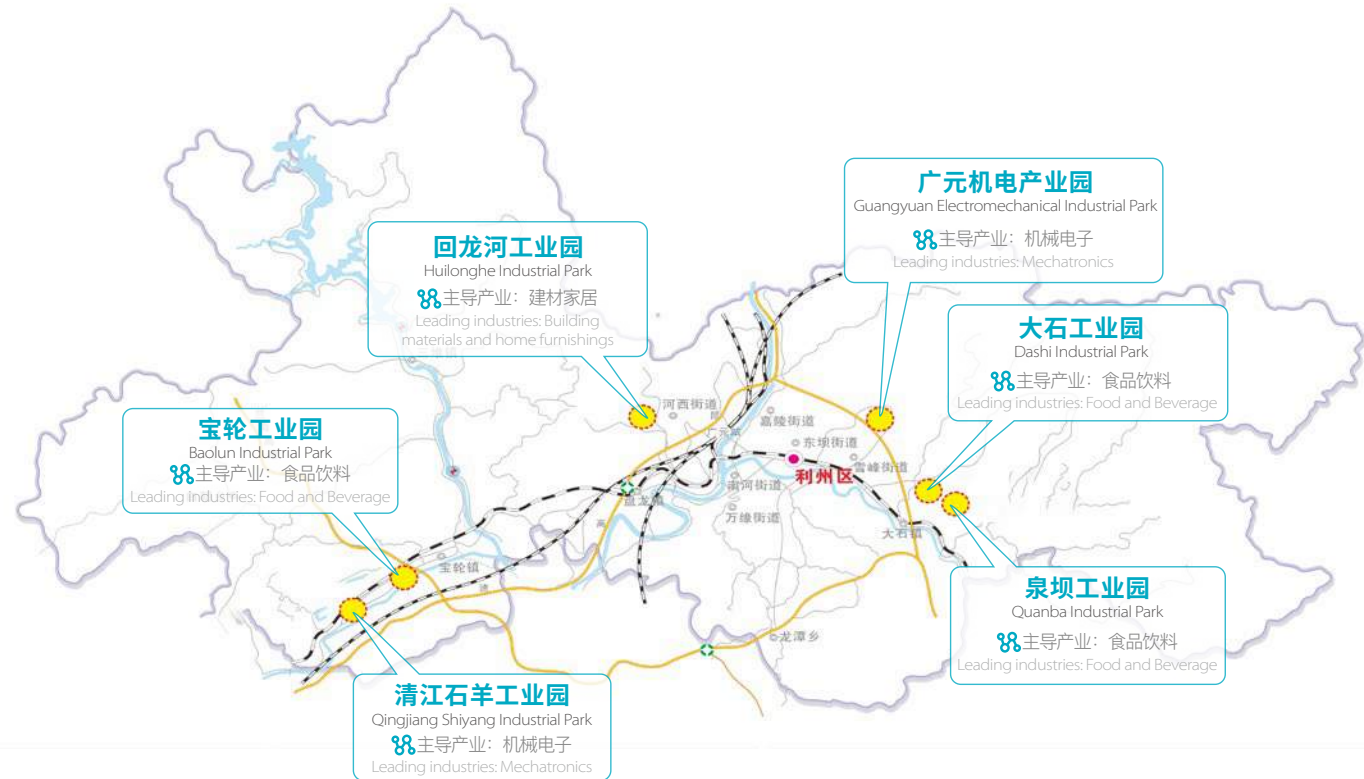 广元机电产业园
Guangyuan Electromechanical Industrial Park
主导产业：机械电子
Leading industries: Mechatronics
回龙河工业园
Huilonghe Industrial Park
主导产业：建材家居
Leading industries: Building
materials and home furnishings
大石工业园
Dashi Industrial Park
主导产业：食品饮料
Leading industries: Food and Beverage
宝轮工业园
Baolun Industrial Park
主导产业：食品饮料
Leading industries: Food and Beverage
河西街道
嘉陵街道
东坝街道
雪峰街道
利州区
南河街道
盘龙镇
万缘街道
大石镇
宝轮镇
高
速
龙潭乡
泉坝工业园
Quanba Industrial Park
主导产业：食品饮料
Leading industries: Food and Beverage
清江石羊工业园
Qingjiang Shiyang Industrial Park
主导产业：机械电子
Leading industries: Mechatronics